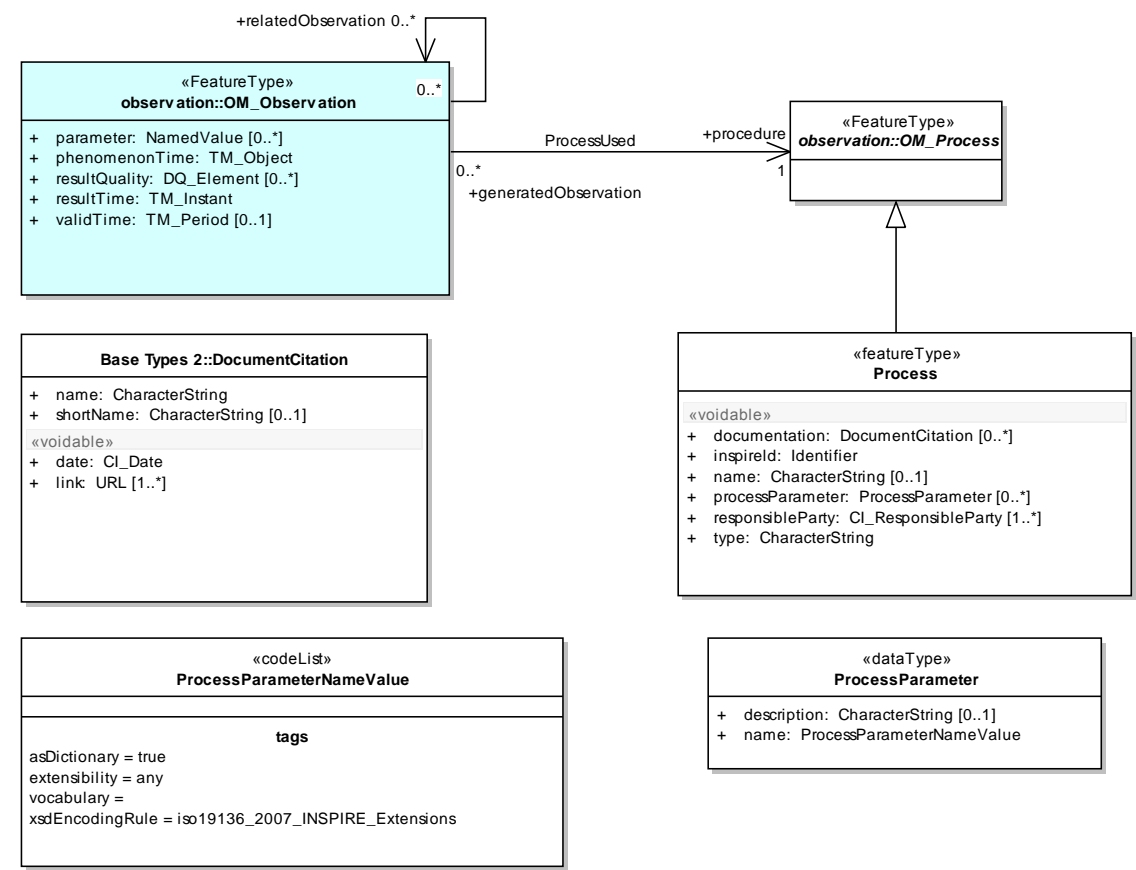 +relatedObservation 0..*
0..*
«FeatureType»
observation::OM_Observation
+ parameter: NamedValue [0..*]
+ phenomenonTime: TM_Object
+ resultQuality: DQ_Element [0..*]
+ resultTime: TM_Instant
+ validTime: TM_Period [0..1]
ProcessUsed
+procedure
0..*
1
+generatedObservation
«FeatureType»
observation::OM_Process
Base Types 2::DocumentCitation
+ name: CharacterString
+ shortName: CharacterString [0..1]
«voidable»
+ date: CI_Date
+ link: URL [1..*]
«featureType»
Process
«voidable»
+ documentation: DocumentCitation [0..*]
+ inspireId: Identifier
+ name: CharacterString [0..1]
+ processParameter: ProcessParameter [0..*]
+ responsibleParty: CI_ResponsibleParty [1..*]
+ type: CharacterString
«codeList»
ProcessParameterNameValue
tags
asDictionary = true
extensibility = any
vocabulary =
xsdEncodingRule = iso19136_2007_INSPIRE_Extensions
«dataType»
ProcessParameter
+ description: CharacterString [0..1]
+ name: ProcessParameterNameValue